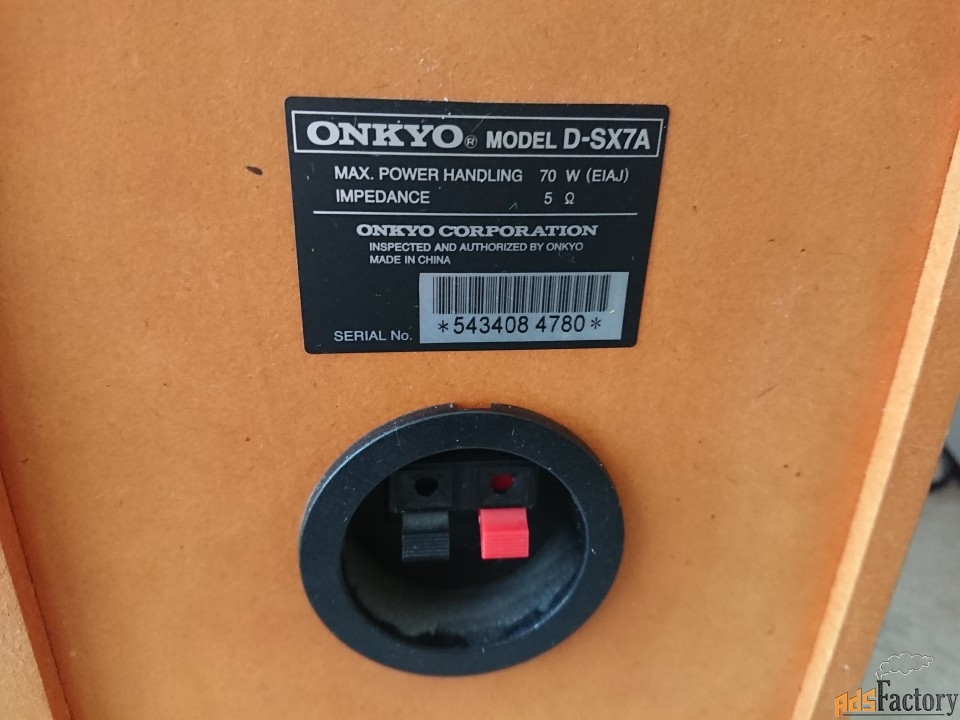 ONKYO® MODEL D-SX7A
MAX. POWER HANDLING 70 W (EIAJ)
IMPEDANCE 5 Ω
ONKYO CORPORATION
INSPECTED AND AUTHORIZED BY ONKYO
MADE IN CHINA
SERIAL No. *543408 4780*
AdsFactory